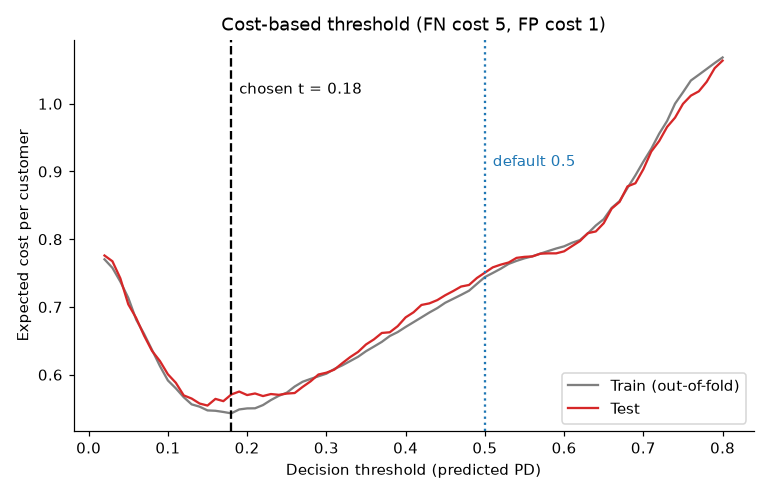 Cost-based threshold (FN cost 5, FP cost 1)
chosen t = 0.18
default 0.5
Expected cost per customer
1.0
0.9
0.8
0.7
0.6
0.0 0.1 0.2 0.3 0.4 0.5 0.6 0.7 0.8
Decision threshold (predicted PD)
Train (out-of-fold)
Test